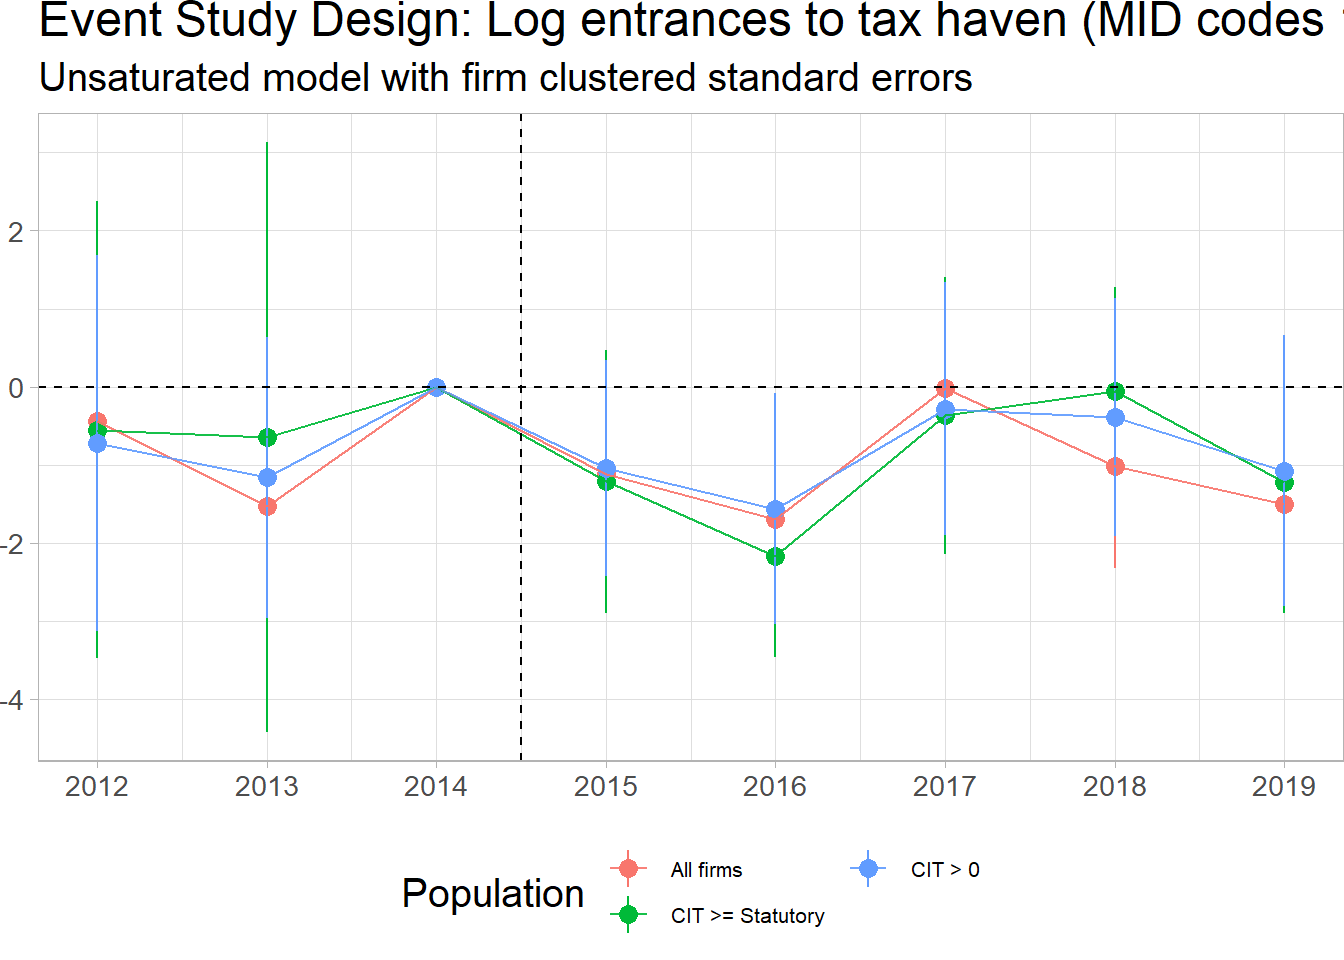 Event Study Design: Log entrances to tax haven (MID codes
Unsaturated model with firm clustered standard errors
2
0
-2
-4
2012 2013 2014 2015 2016 2017 2018 2019
Population
All firms
CIT > 0
CIT >= Statutory